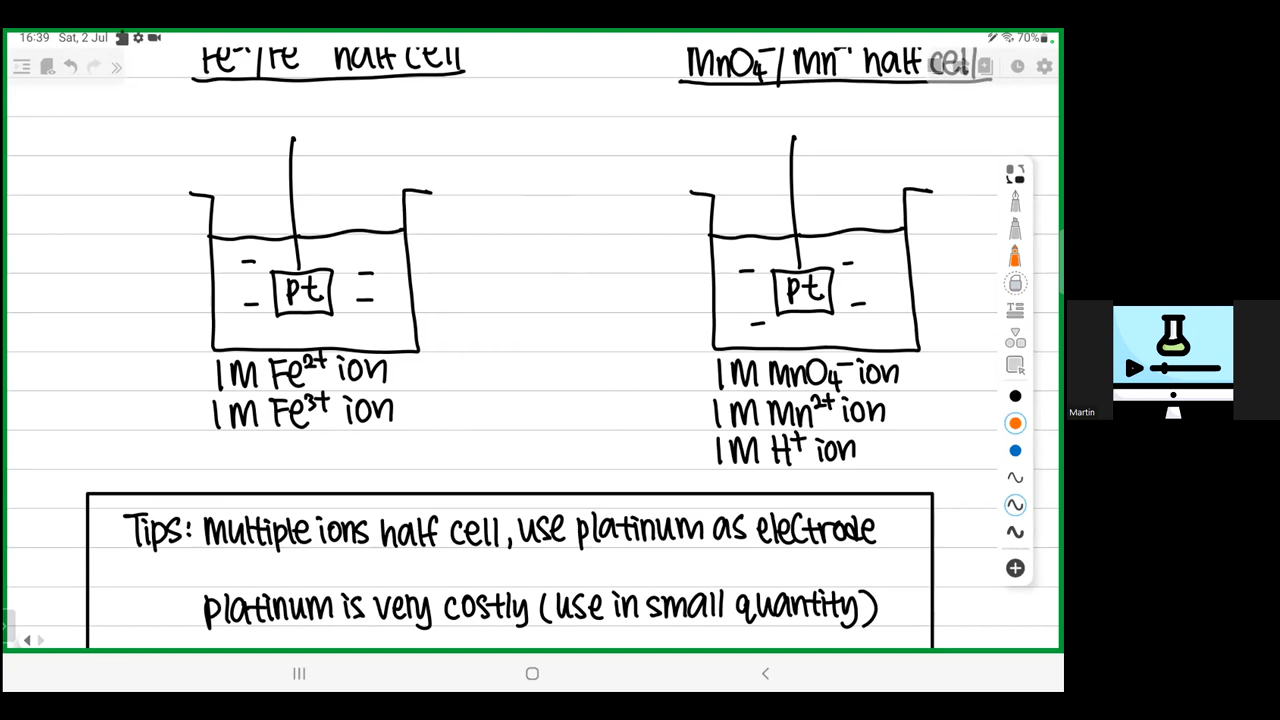 16:39 Sat, 2 Jul 70%
half cell MnO₄⁻/Mn half cell
Pt Pt
1M Fe²⁺ ion 1M MnO₄⁻ ion
1M Fe³⁺ ion 1M Mn²⁺ ion
1M H⁺ ion
Martin
Tips: multiple ions half cell, use platinum as electrode
platinum is very costly (use in small quantity)